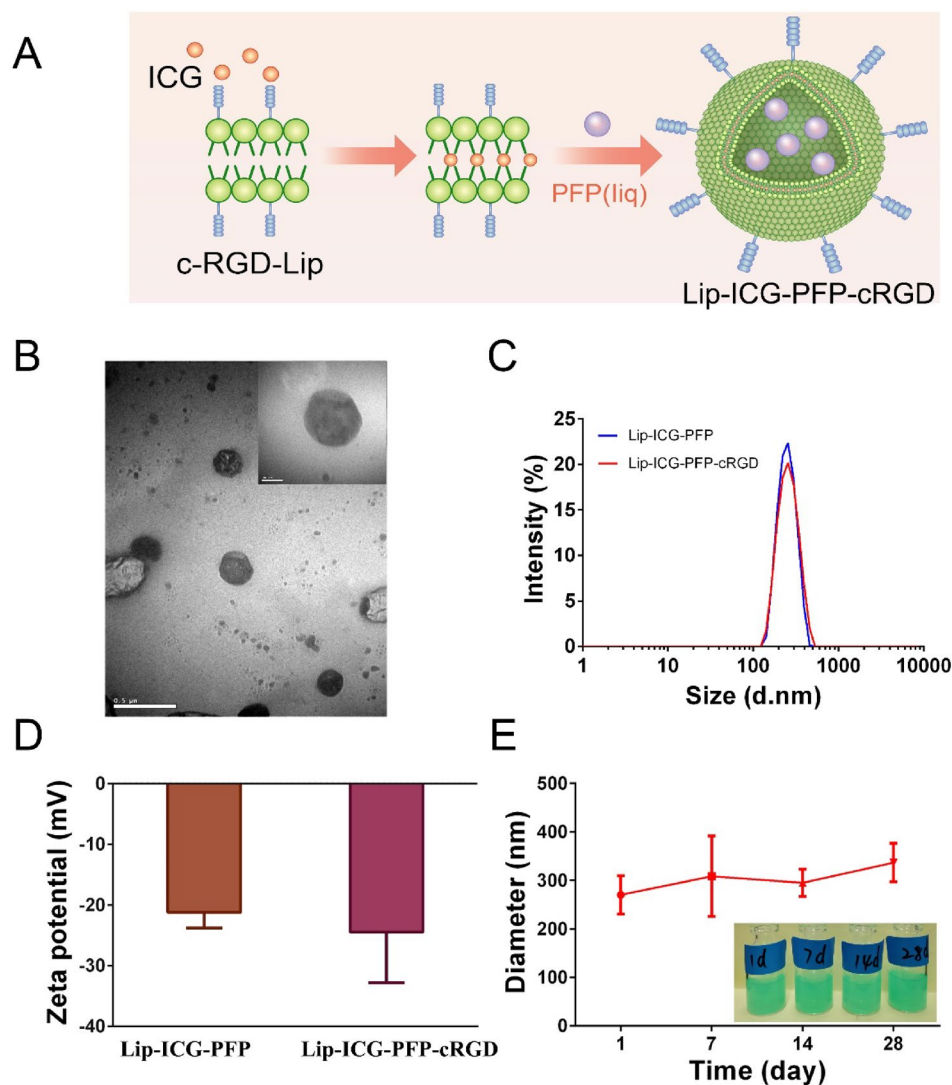 A
ICG
c-RGD-Lip
PFP(liq)
Lip-ICG-PFP-cRGD
B
0.5 μm
C
Intensity (%)
25
20
15
10
5
0
Lip-ICG-PFP
Lip-ICG-PFP-cRGD
1
10
100
1000
10000
Size (d.nm)
D
Zeta potential (mV)
0
-10
-20
-30
-40
Lip-ICG-PFP
Lip-ICG-PFP-cRGD
E
Diameter (nm)
500
400
300
200
100
0
1d
7d
14d
28d
1
7
14
28
Time (day)